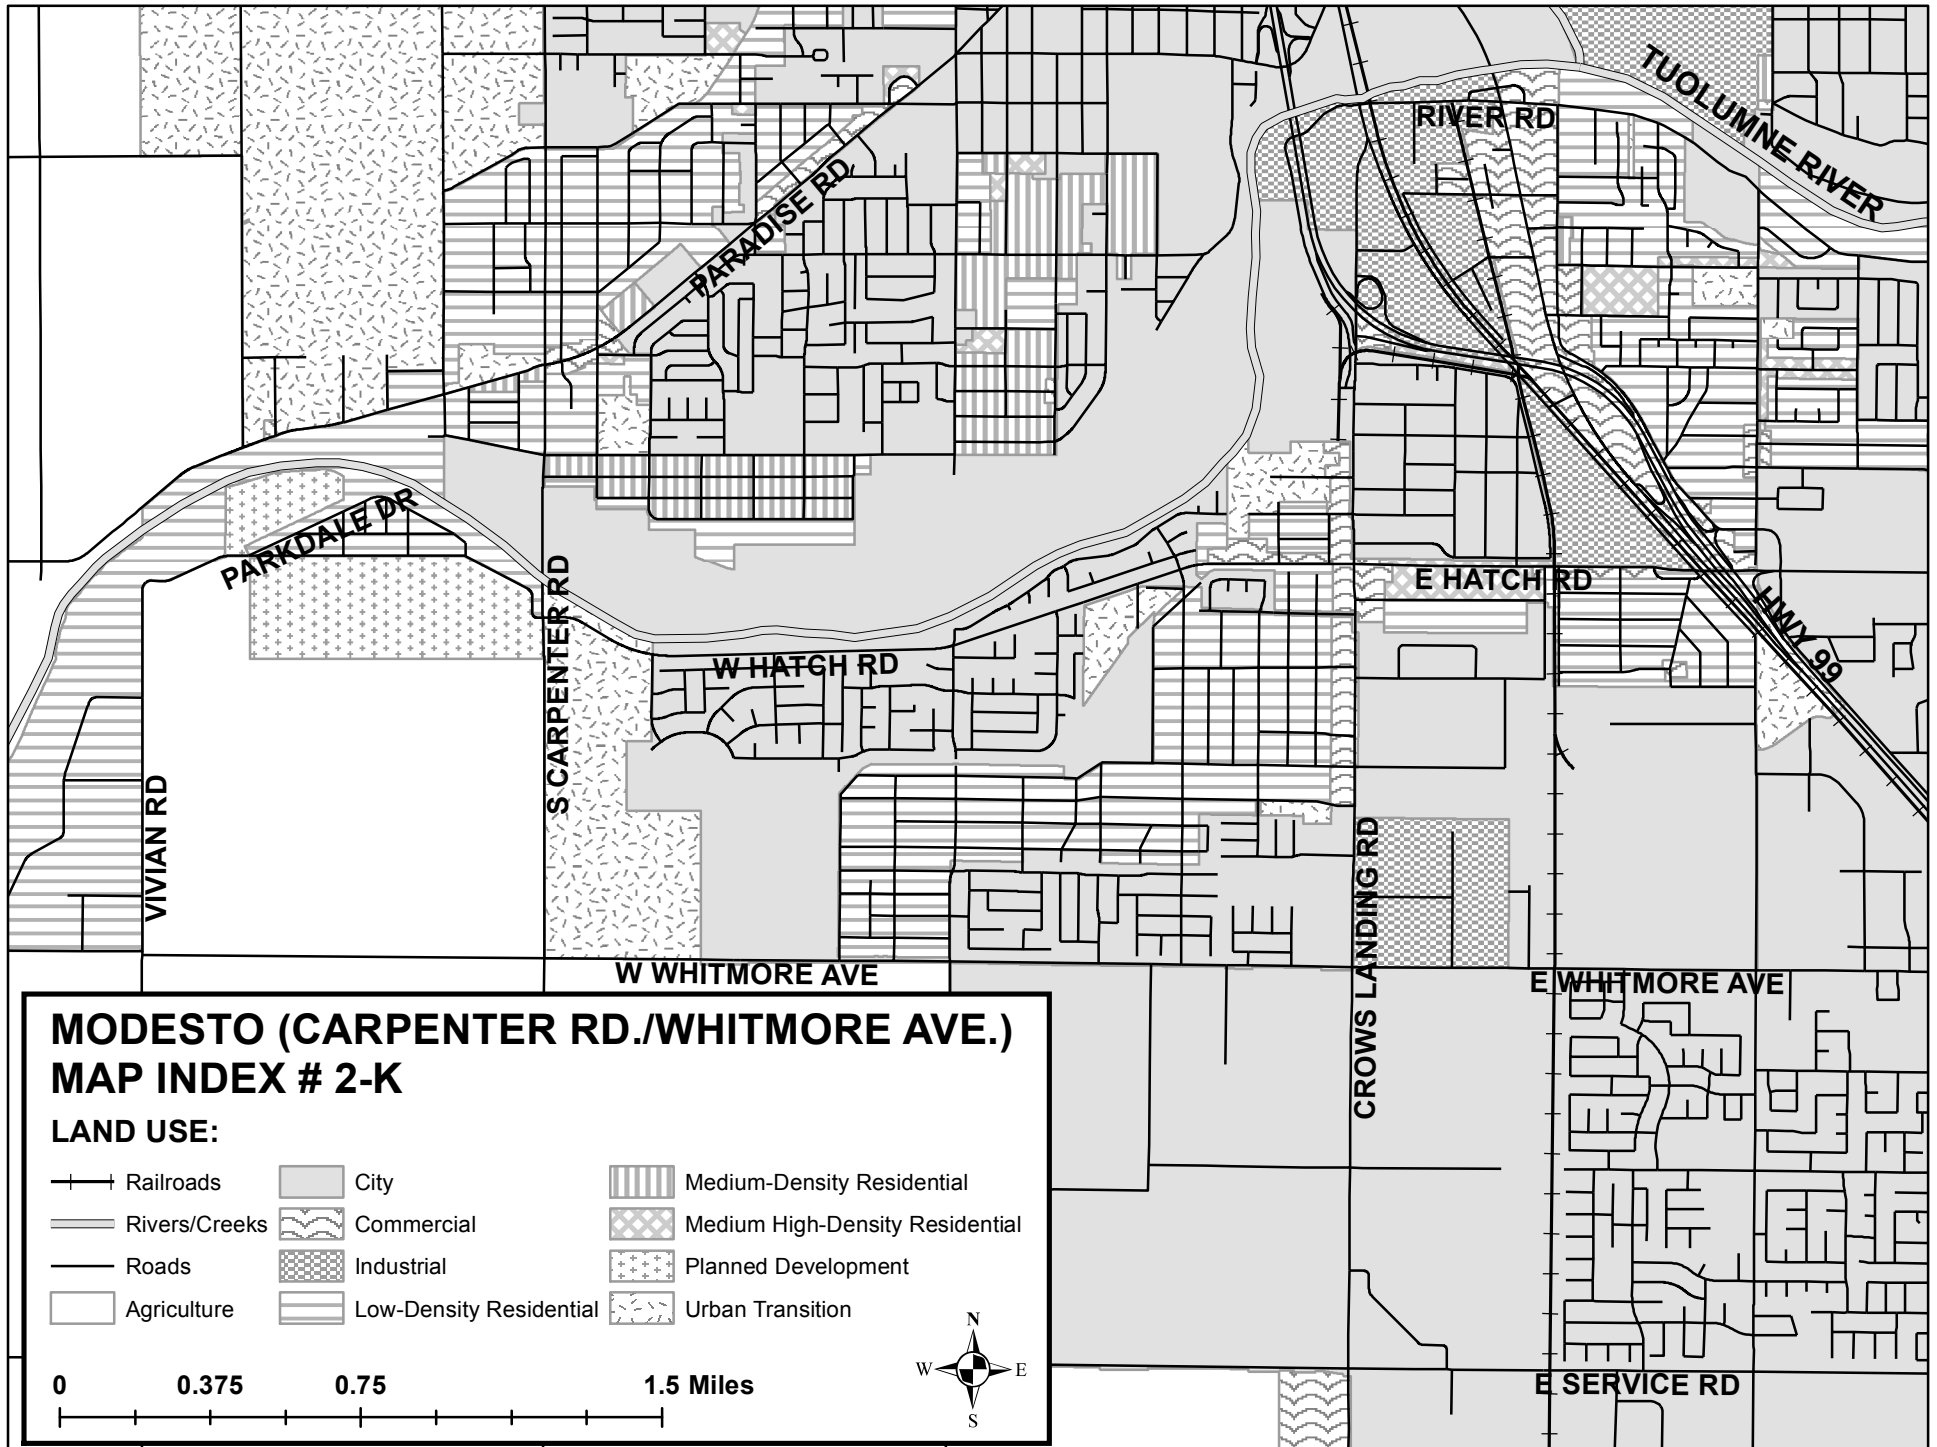 TUOLUMNE RIVER
RIVER RD
PARADISE RD
PARKDALE DR
E HATCH RD
HWY 99
S CARPENTER RD
W HATCH RD
VIVIAN RD
CROWS LANDING RD
W WHITMORE AVE
E WHITMORE AVE
MODESTO (CARPENTER RD./WHITMORE AVE.)
MAP INDEX # 2-K
LAND USE:
Railroads
City
Medium-Density Residential
Rivers/Creeks
Commercial
Medium High-Density Residential
Roads
Industrial
Planned Development
Agriculture
Low-Density Residential
Urban Transition
N
W
E
S
0 0.375 0.75 1.5 Miles
E SERVICE RD